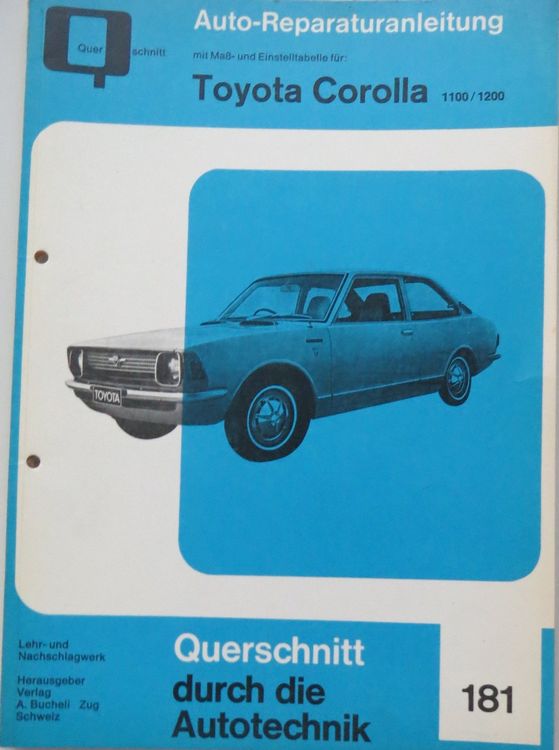 Quer schnitt
Auto-Reparaturanleitung
mit Maß- und Einstelltabelle für:
Toyota Corolla 1100/1200
TOYOTA
Lehr- und
Nachschlagwerk
Herausgeber
Verlag
A. Bucheli Zug
Schweiz
Querschnitt
durch die
Autotechnik
181